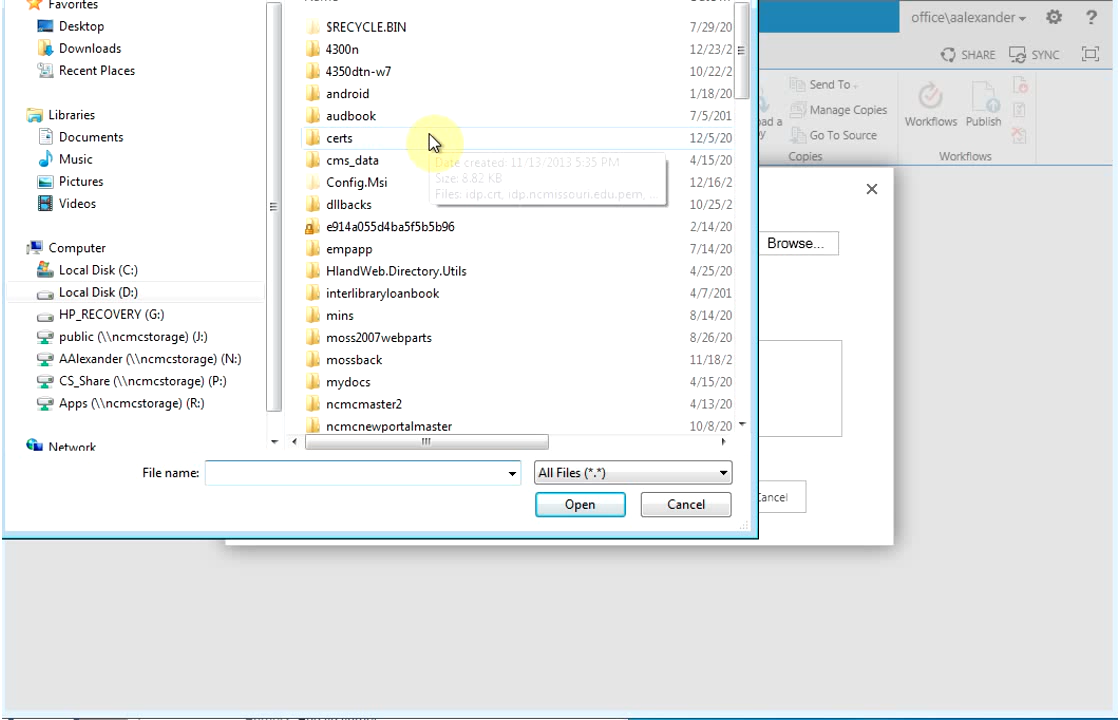 Favorites
Desktop
Downloads
Recent Places
Libraries
Documents
Music
Pictures
Videos
Computer
Local Disk (C:)
Local Disk (D:)
HP_RECOVERY (G:)
public (\\ncmcstorage) (J:)
AAlexander (\\ncmcstorage) (N:)
CS_Share (\\ncmcstorage) (P:)
Apps (\\ncmcstorage) (R:)
Network
$RECYCLE.BIN 7/29/20
4300n 12/23/2
4350dtn-w7 10/22/2
android 1/18/20
audbook 7/5/201
certs 12/5/20
cms_data 4/15/20
Config.Msi 12/16/2
dllbacks 10/25/2
e914a055d4ba5f5b5b96 2/14/20
empapp 7/14/20
HlandWeb.Directory.Utils 4/25/20
interlibraryloanbook 4/7/201
mins 8/14/20
moss2007webparts 8/26/20
mossback 11/18/2
mydocs 4/15/20
ncmcmaster2 4/13/20
ncmcnewportalmaster 10/8/20
Date created: 11/13/2013 5:35 PM
Size: 8.82 KB
Files: idp.crt, idp.ncmissouri.edu.pem, ...
File name:
All Files (*.*)
Open
Cancel
office\aalexander
?
SHARE
SYNC
Send To
Manage Copies
Go To Source
Copies
Workflows
Publish
Workflows
Browse...